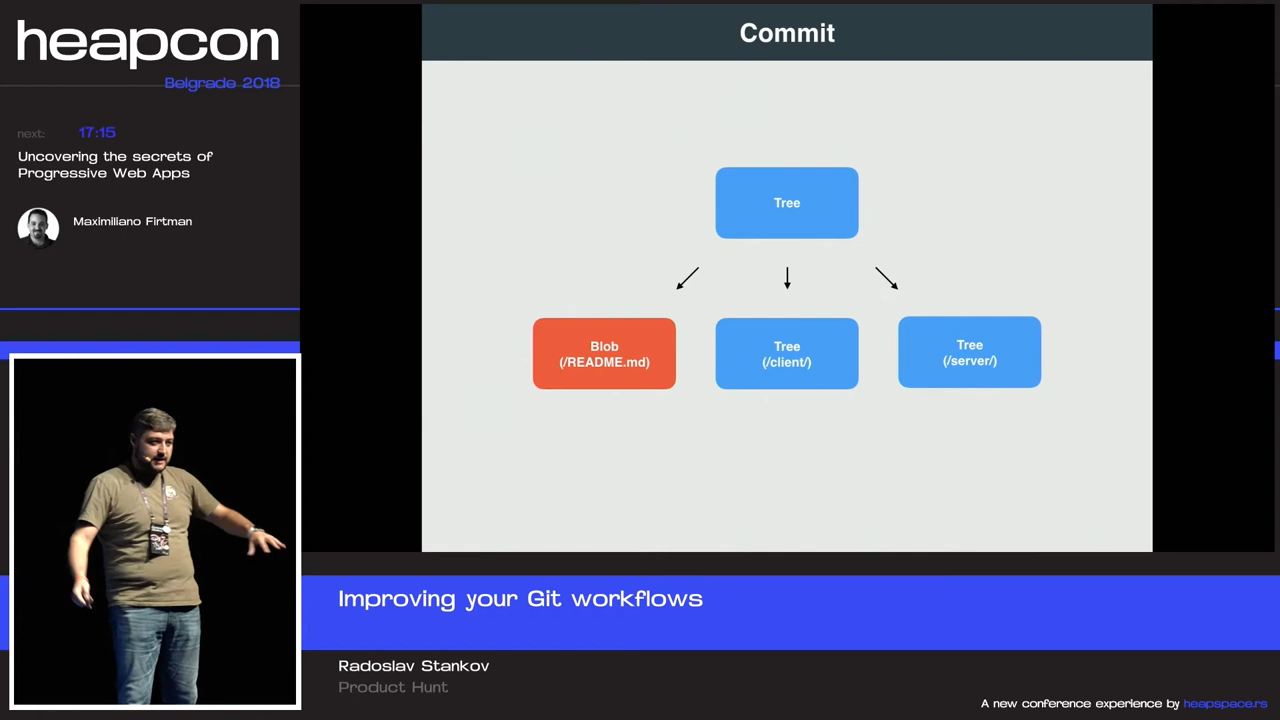 heapcon
Belgrade 2018
next: 17:15
Uncovering the secrets of
Progressive Web Apps
Maximiliano Firtman
Commit
Tree
Blob
(/README.md)
Tree
(/client/)
Tree
(/server/)
Improving your Git workflows
Radoslav Stankov
Product Hunt
A new conference experience by heapspace.rs